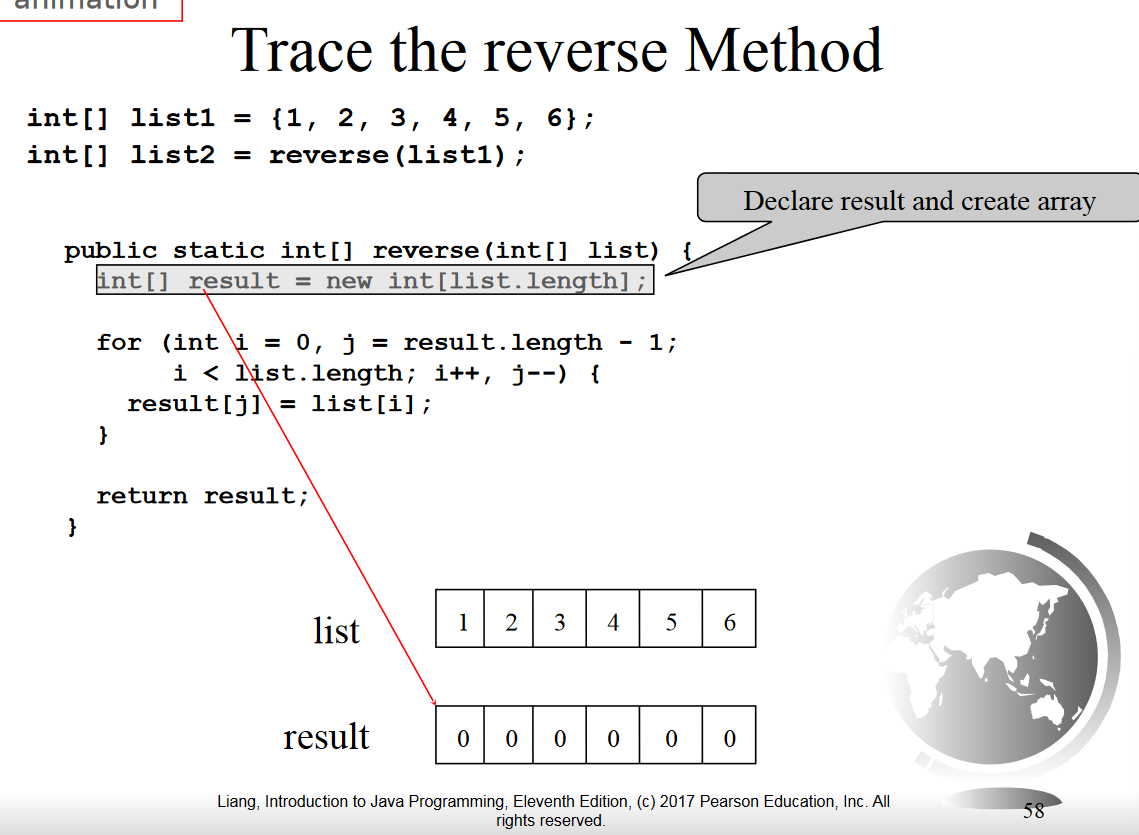 animation
Trace the reverse Method
int[] list1 = {1, 2, 3, 4, 5, 6};
int[] list2 = reverse(list1);
Declare result and create array
public static int[] reverse(int[] list) {
int[] result = new int[list.length];
for (int i = 0, j = result.length - 1;
i < list.length; i++, j--) {
result[j] = list[i];
}
return result;
}
list
1 2 3 4 5 6
result
0 0 0 0 0 0
Liang, Introduction to Java Programming, Eleventh Edition, (c) 2017 Pearson Education, Inc. All
rights reserved.
58